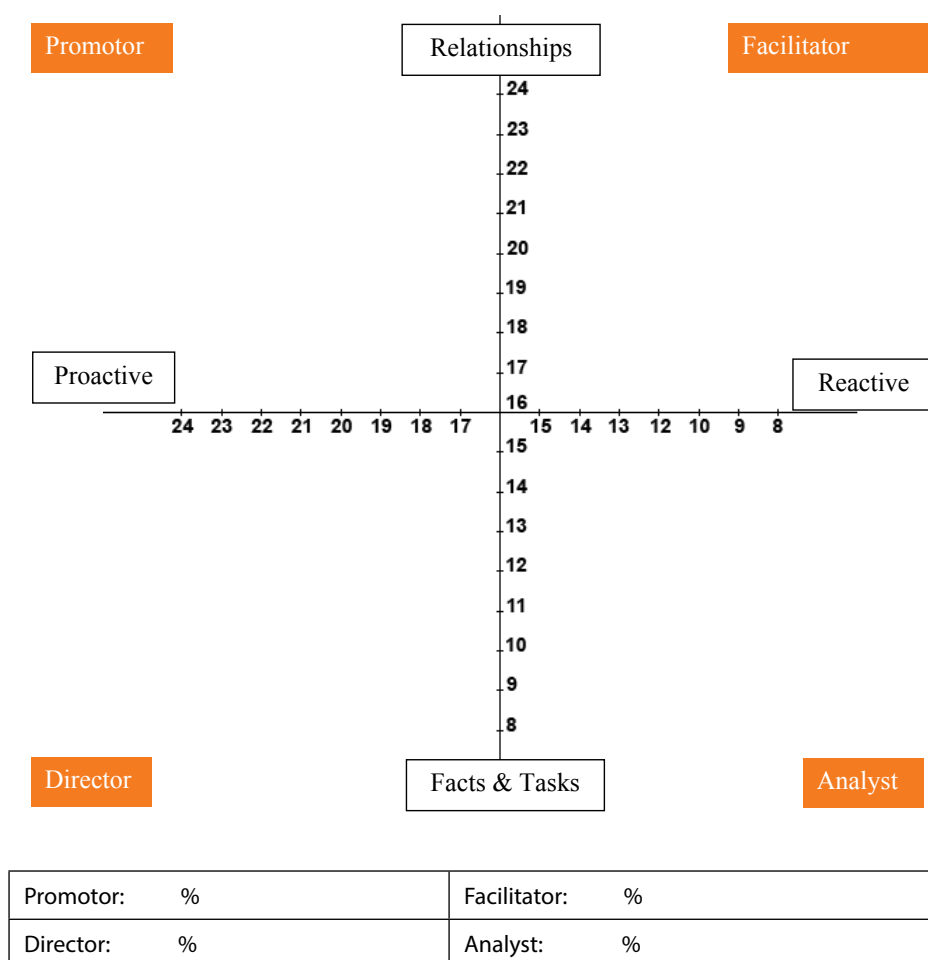 Promotor Relationships Facilitator
24
23
22
21
20
19
18
17
Proactive Reactive
16
24 23 22 21 20 19 18 17 15 14 13 12 10 9 8
15
14
13
12
11
10
9
8
Director Facts & Tasks Analyst
Promotor: % Facilitator: %
Director: % Analyst: %